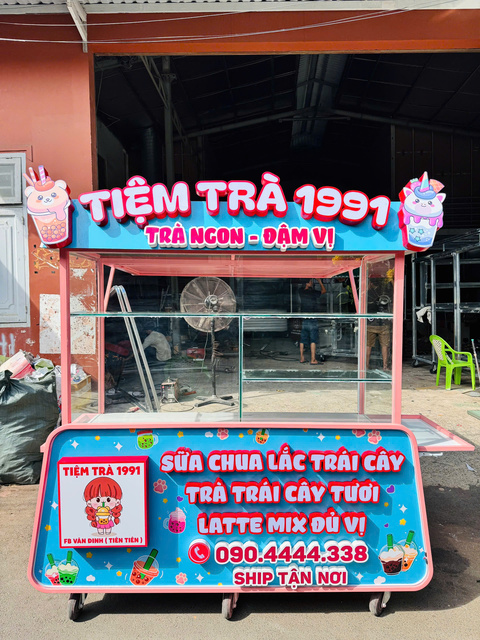 TIỆM TRÀ 1991
TRÀ NGON - ĐẬM VỊ
SỮA CHUA LẮC TRÁI CÂY
TRÀ TRÁI CÂY TƯƠI
LATTE MIX ĐỦ VỊ
090.4444.338
SHIP TẬN NƠI
TIỆM TRÀ 1991
FB VÂN ĐINH ( TIÊN TIÊN )